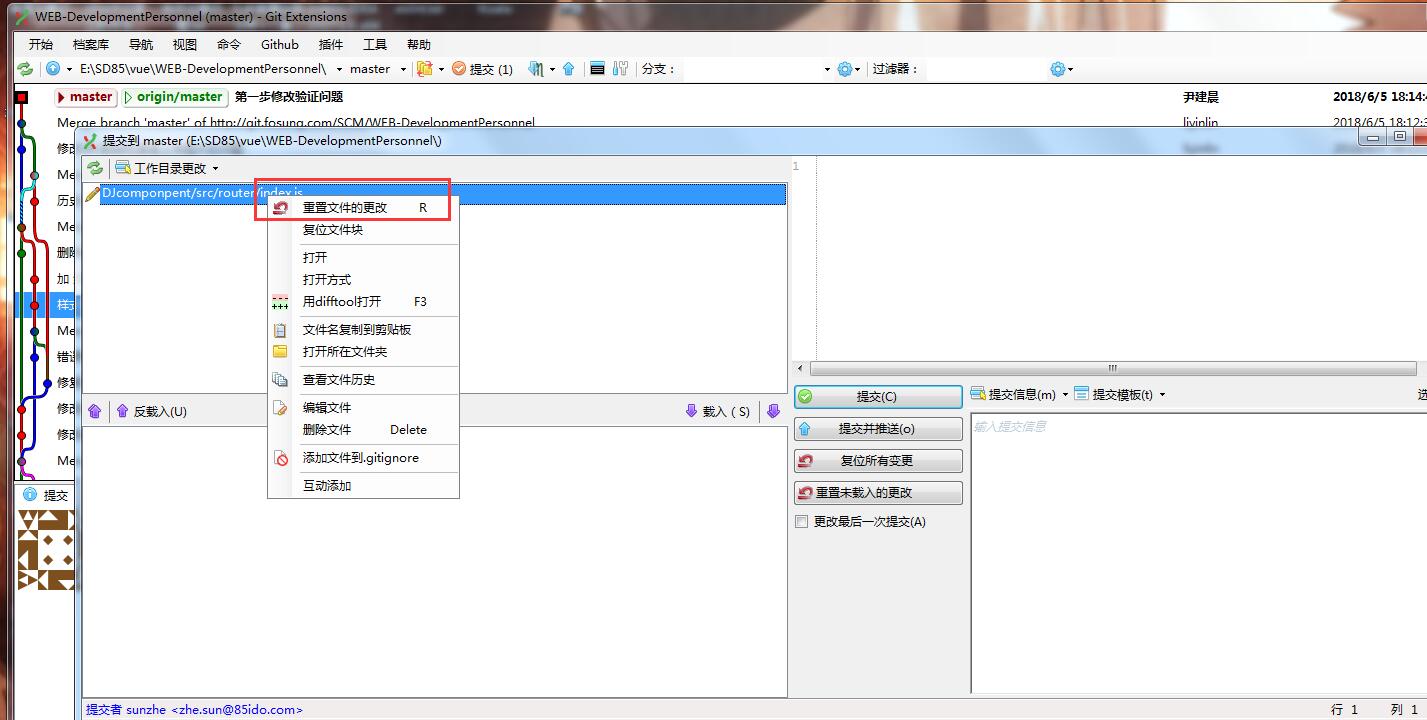 WEB-DevelopmentPersonnel (master) - Git Extensions
开始 档案库 导航 视图 命令 Github 插件 工具 帮助
E:\SD85\vue\WEB-DevelopmentPersonnel\ master 提交 (1) 分支： 过滤器：
master origin/master 第一步修改验证问题 尹建晨 2018/6/5 18:14:
Merge branch 'master' of http://git.fosung.com/SCM/WEB-DevelopmentPersonnel livinlin 2018/6/5 18:12:3
提交到 master (E:\SD85\vue\WEB-DevelopmentPersonnel\)
修改
工作目录更改
1
Me
DJcomponpent/src/router/index.js
历史
重置文件的更改 R
Me
复位文件块
删除
打开
加
打开方式
样式
用difftool打开 F3
Me
文件名复制到剪贴板
错误
打开所在文件夹
修复
查看文件历史
提交(C) 提交信息(m) 提交模板(t) 选
修改
编辑文件
反载入(U) 载入 ( S)
修改
删除文件 Delete
提交并推送(o)
输入提交信息
Me
添加文件到.gitignore
复位所有变更
互动添加
重置未载入的更改
提交
更改最后一次提交(A)
提交者 sunzhe <zhe.sun@85ido.com> 行 1 列 1